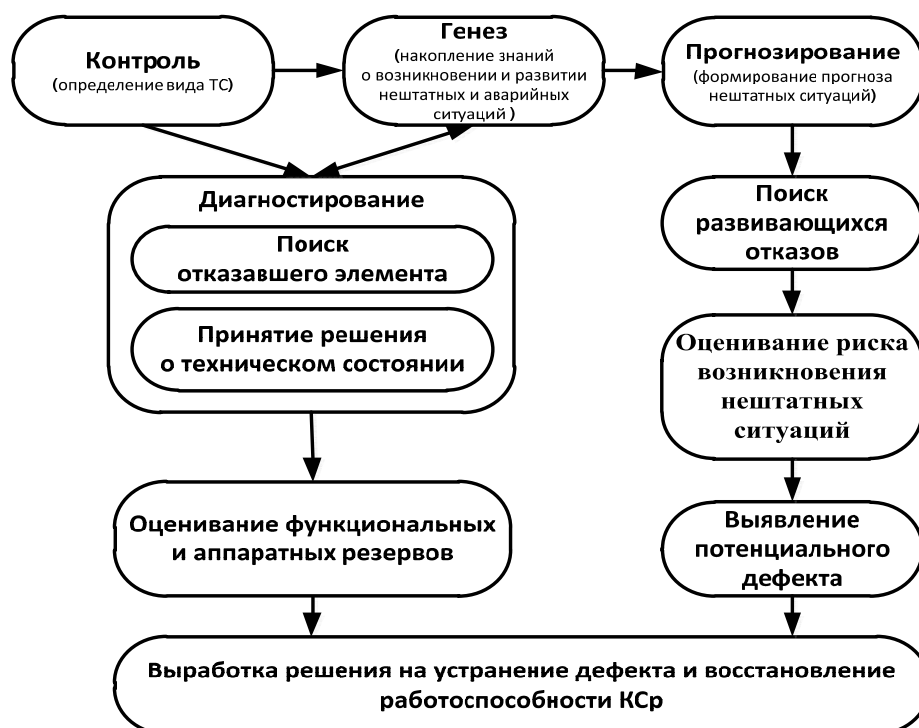 Контроль
(определение вида ТС)
Генез
(накопление знаний
о возникновении и развитии
нештатных и аварийных
ситуаций )
Прогнозирование
(формирование прогноза
нештатных ситуаций)
Диагностирование
Поиск
отказавшего элемента
Принятие решения
о техническом состоянии
Оценивание функциональных
и аппаратных резервов
Поиск
развивающихся
отказов
Оценивание риска
возникновения
нештатных
ситуаций
Выявление
потенциального
дефекта
Выработка решения на устранение дефекта и восстановление
работоспособности КСр